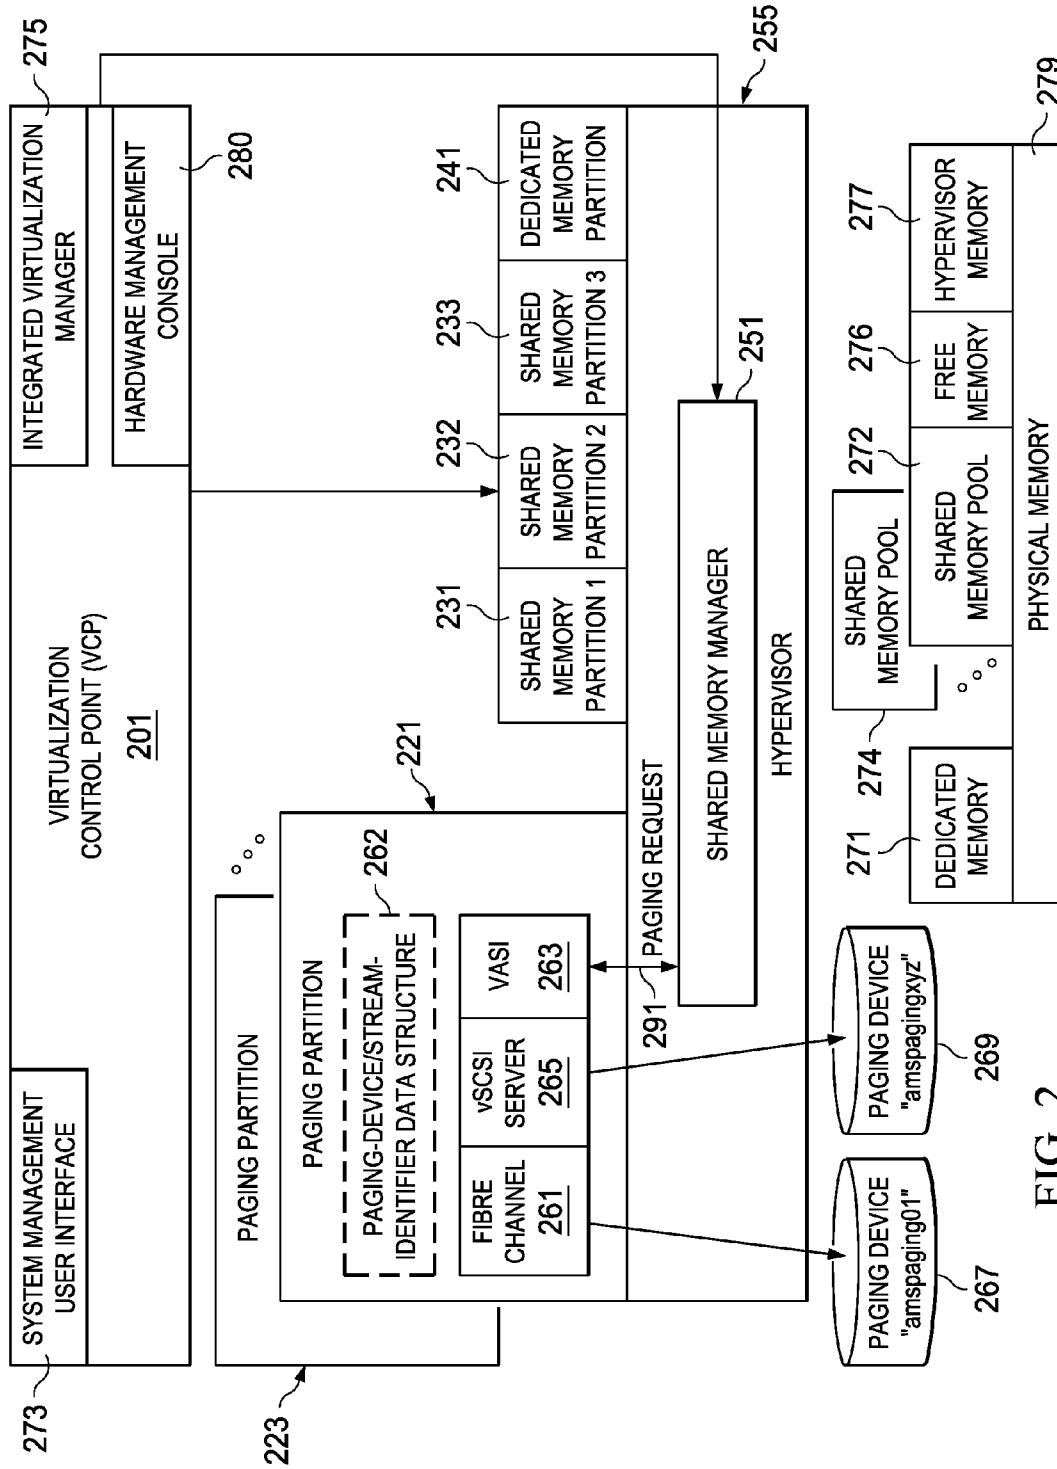 273
SYSTEM MANAGEMENT
USER INTERFACE
VIRTUALIZATION
CONTROL POINT (VCP)
201
INTEGRATED VIRTUALIZATION
MANAGER
275
HARDWARE MANAGEMENT
CONSOLE
280
223
PAGING PARTITION
PAGING PARTITION
221
PAGING-DEVICE/STREAM-
IDENTIFIER DATA STRUCTURE
262
FIBRE
CHANNEL
261
vSCSI
SERVER
265
VASI
263
231
SHARED
MEMORY
PARTITION 1
232
SHARED
MEMORY
PARTITION 2
233
SHARED
MEMORY
PARTITION 3
241
DEDICATED
MEMORY
PARTITION
255
291
PAGING REQUEST
SHARED MEMORY MANAGER
251
HYPERVISOR
PAGING DEVICE
"amspaging01"
267
PAGING DEVICE
"amspagingxyz"
269
271
DEDICATED
MEMORY
274
SHARED
MEMORY POOL
272
SHARED
MEMORY POOL
276
FREE
MEMORY
277
HYPERVISOR
MEMORY
PHYSICAL MEMORY
279
FIG. 2